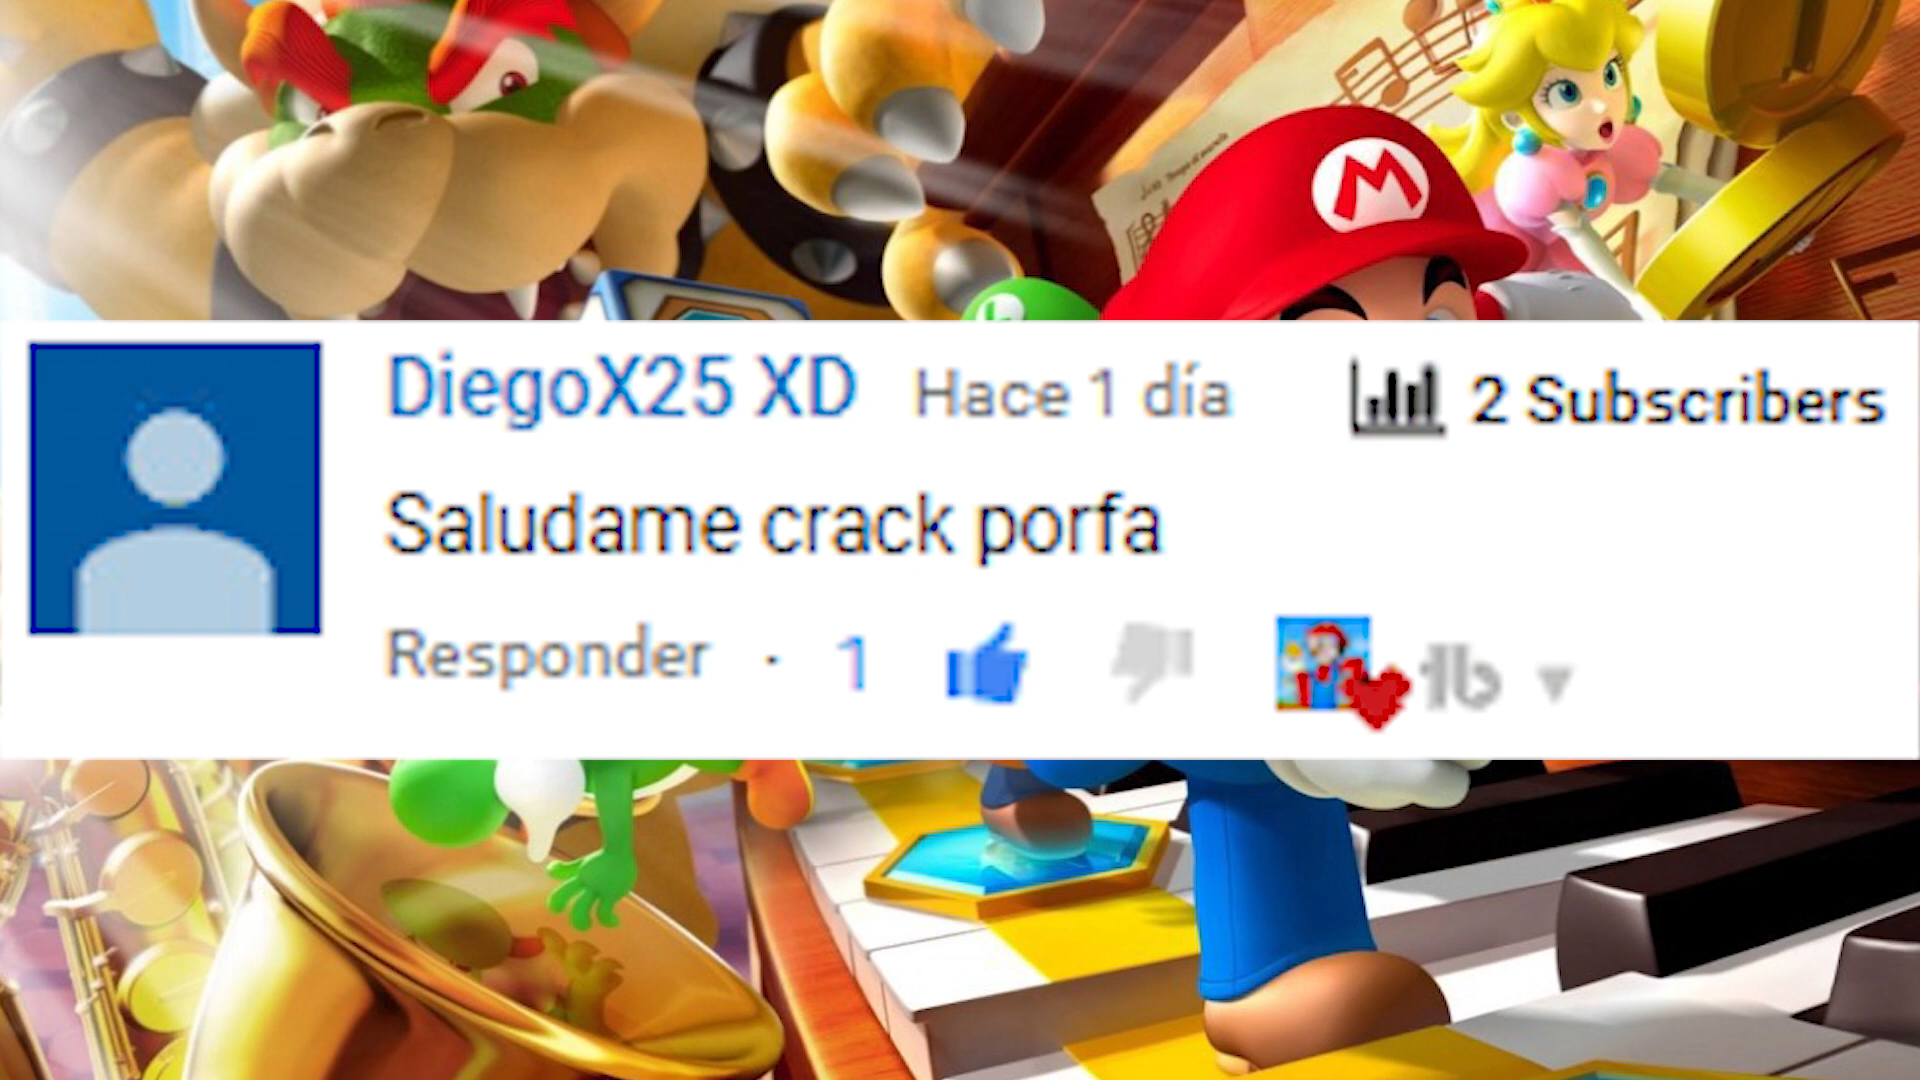 M
DiegoX25 XD Hace 1 día 2 Subscribers
Saludame crack porfa
Responder · 1